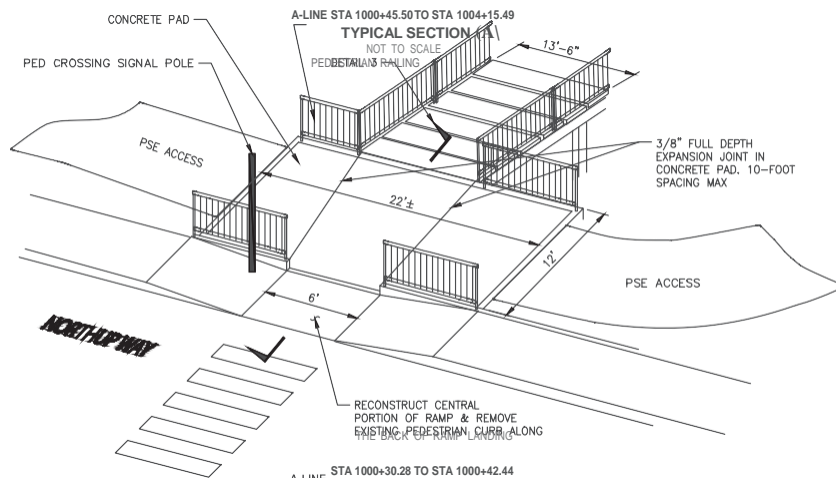 CONCRETE PAD
A-LINE STA 1000+45.50 TO STA 1004+15.49
TYPICAL SECTION A
NOT TO SCALE
13'-6"
PED CROSSING SIGNAL POLE
PEDESTRIAN RAILING
DETAIL 3
PSE ACCESS
3/8" FULL DEPTH
EXPANSION JOINT IN
CONCRETE PAD. 10-FOOT
SPACING MAX
22'±
12'
PSE ACCESS
6'
NORTHUP WAY
RECONSTRUCT CENTRAL
PORTION OF RAMP & REMOVE
EXISTING PEDESTRIAN CURB ALONG
THE BACK OF RAMP LANDING
A-LINE STA 1000+30.28 TO STA 1000+42.44